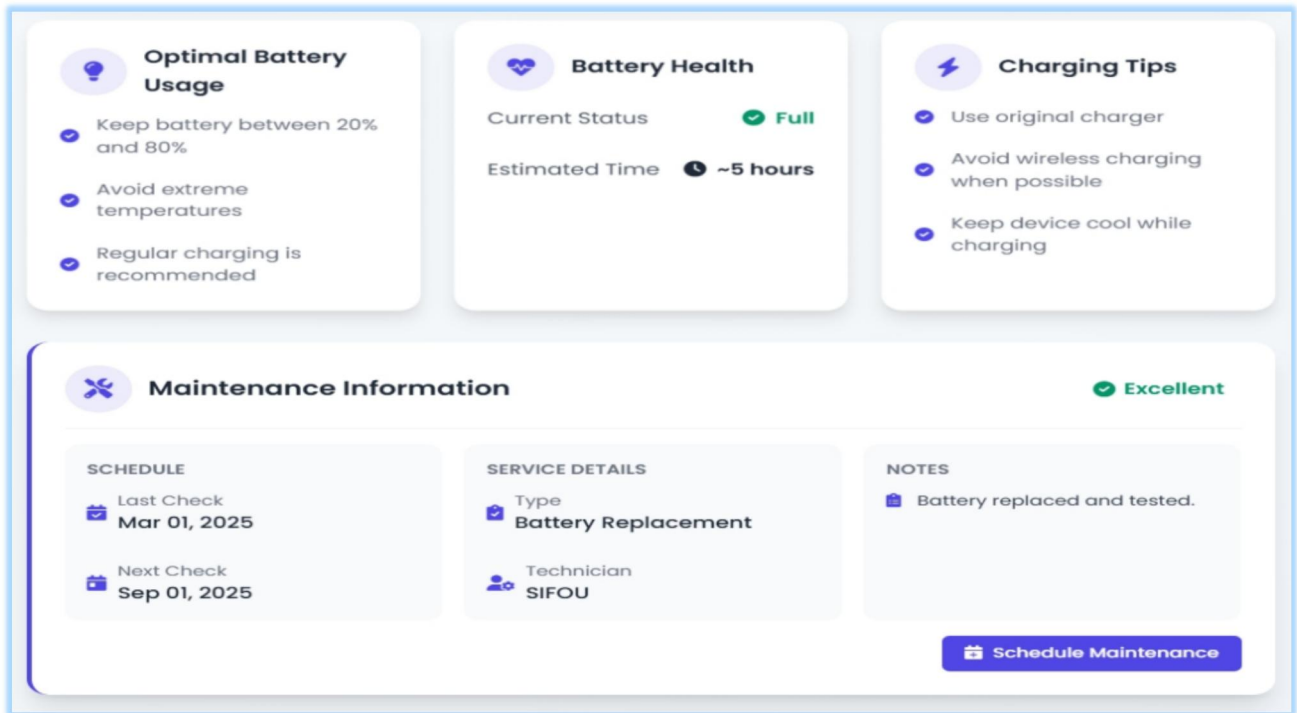 Optimal Battery
Usage
Keep battery between 20%
and 80%
Avoid extreme
temperatures
Regular charging is
recommended
Battery Health
Current Status Full
Estimated Time ~5 hours
Charging Tips
Use original charger
Avoid wireless charging
when possible
Keep device cool while
charging
Maintenance Information
Excellent
SCHEDULE
Last Check
Mar 01, 2025
Next Check
Sep 01, 2025
SERVICE DETAILS
Type
Battery Replacement
Technician
SIFOU
NOTES
Battery replaced and tested.
Schedule Maintenance